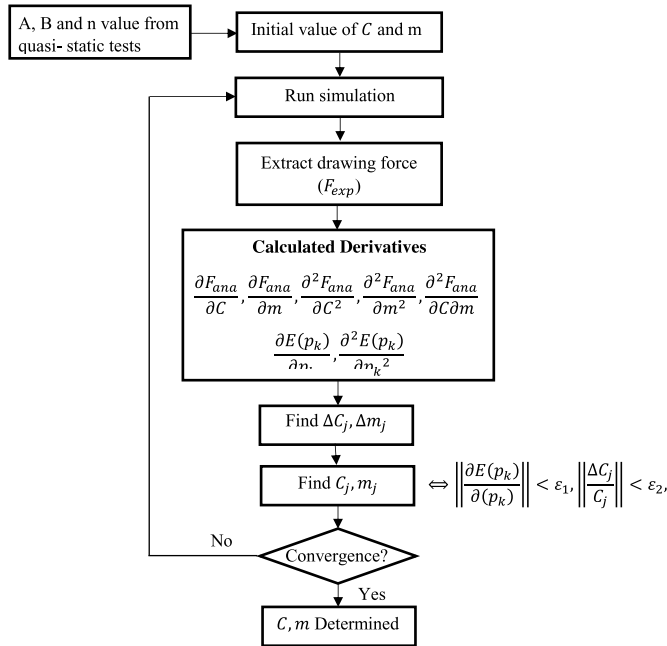 A, B and n value from
quasi- static tests
Initial value of C and m
Run simulation
Extract drawing force
(F_exp)
Calculated Derivatives
∂F_ana/∂C, ∂F_ana/∂m, ∂²F_ana/∂C², ∂²F_ana/∂m², ∂²F_ana/∂C∂m
∂E(p_k)/∂p_k, ∂²E(p_k)/∂p_k²
Find ΔC_j, Δm_j
Find C_j, m_j
⇔ ‖∂E(p_k)/∂(p_k)‖ < ε₁, ‖ΔC_j/C_j‖ < ε₂,
No
Convergence?
Yes
C, m Determined